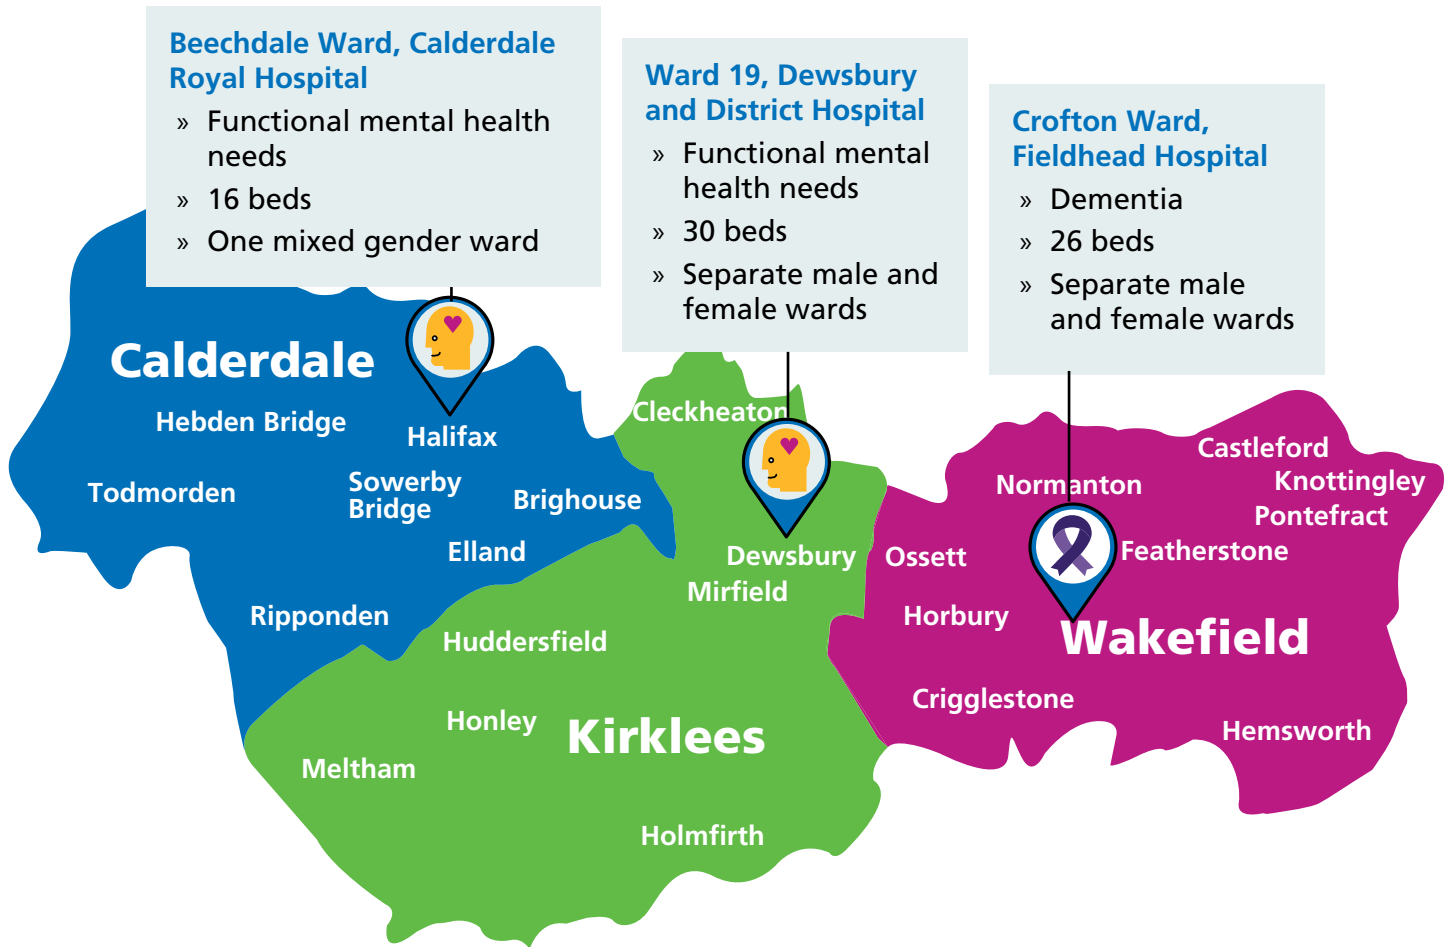 Beechdale Ward, Calderdale
Royal Hospital
» Functional mental health
needs
» 16 beds
» One mixed gender ward
Ward 19, Dewsbury
and District Hospital
» Functional mental
health needs
» 30 beds
» Separate male and
female wards
Crofton Ward,
Fieldhead Hospital
» Dementia
» 26 beds
» Separate male
and female wards
Calderdale
Hebden Bridge
Halifax
Todmorden
Sowerby
Bridge
Brighouse
Elland
Ripponden
Cleckheaton
Dewsbury
Mirfield
Huddersfield
Honley
Kirklees
Meltham
Holmfirth
Castleford
Knottingley
Normanton
Pontefract
Ossett
Featherstone
Horbury
Wakefield
Crigglestone
Hemsworth